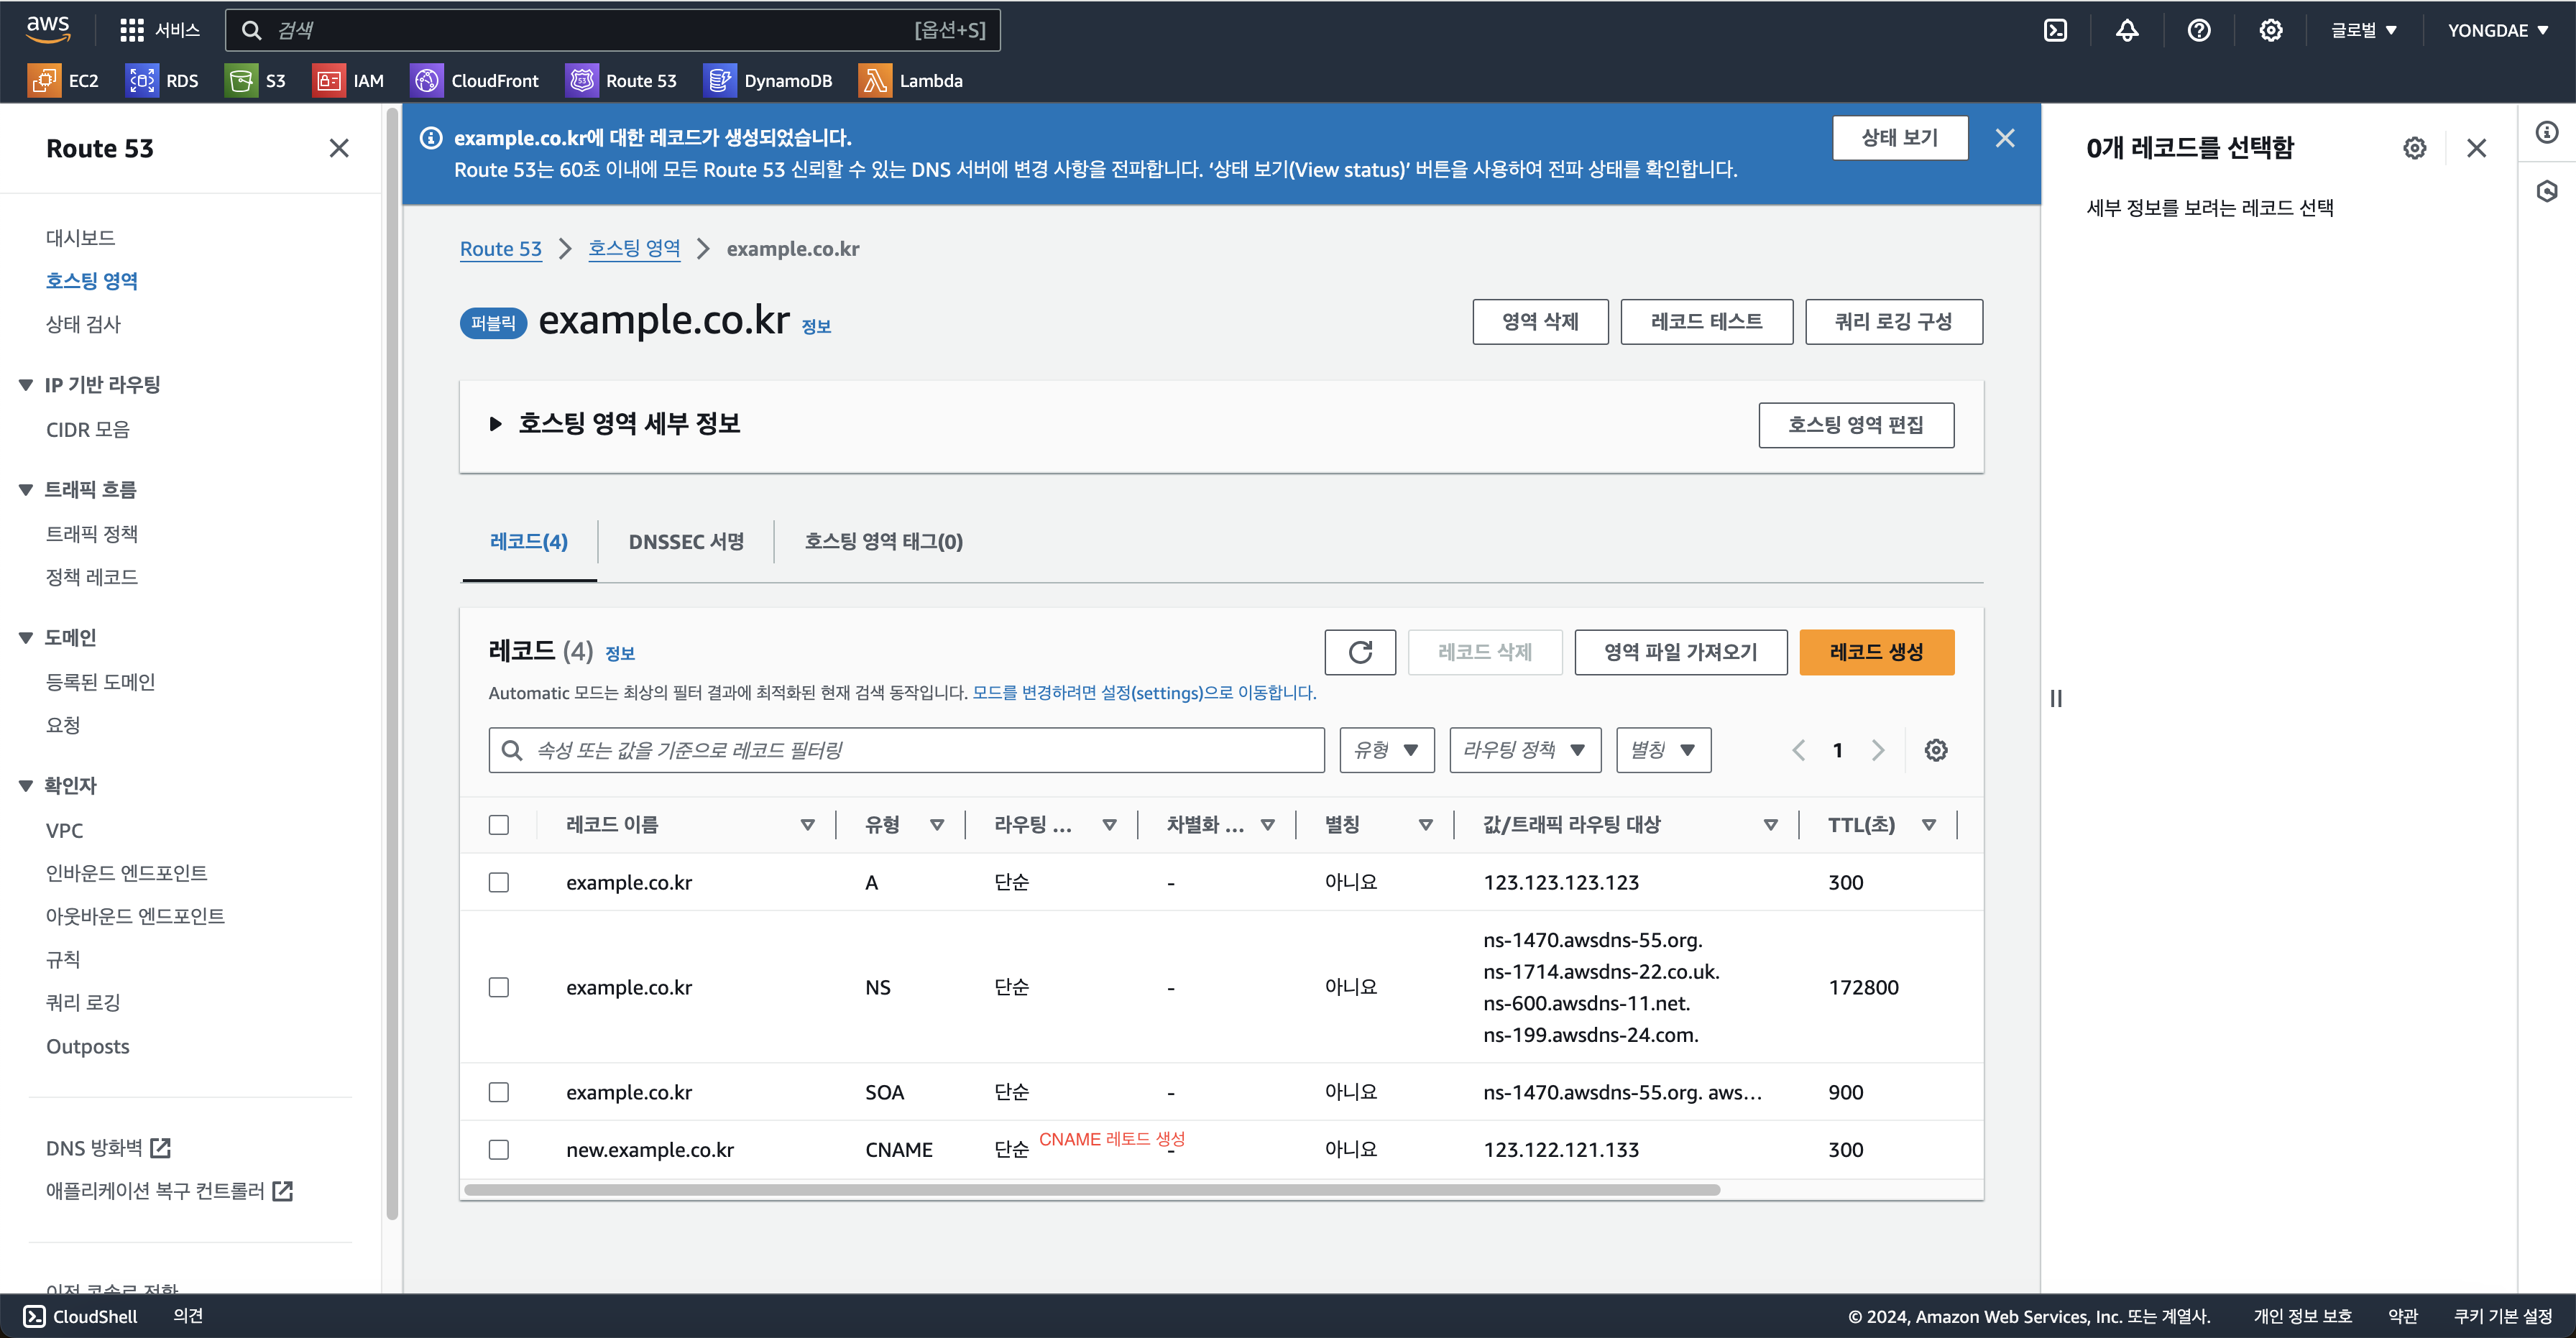 aws
서비스
검색
[옵션+S]
글로벌
YONGDAE
EC2
RDS
S3
IAM
CloudFront
Route 53
DynamoDB
Lambda
Route 53
대시보드
호스팅 영역
상태 검사
IP 기반 라우팅
CIDR 모음
트래픽 흐름
트래픽 정책
정책 레코드
도메인
등록된 도메인
요청
확인자
VPC
인바운드 엔드포인트
아웃바운드 엔드포인트
규칙
쿼리 로깅
Outposts
DNS 방화벽
애플리케이션 복구 컨트롤러
이전 콘솔로 전환
example.co.kr에 대한 레코드가 생성되었습니다.
Route 53는 60초 이내에 모든 Route 53 신뢰할 수 있는 DNS 서버에 변경 사항을 전파합니다. ‘상태 보기(View status)’ 버튼을 사용하여 전파 상태를 확인합니다.
상태 보기
Route 53 호스팅 영역 example.co.kr
퍼블릭 example.co.kr 정보
영역 삭제
레코드 테스트
쿼리 로깅 구성
호스팅 영역 세부 정보
호스팅 영역 편집
레코드(4)
DNSSEC 서명
호스팅 영역 태그(0)
레코드 (4) 정보
레코드 삭제
영역 파일 가져오기
레코드 생성
Automatic 모드는 최상의 필터 결과에 최적화된 현재 검색 동작입니다. 모드를 변경하려면 설정(settings)으로 이동합니다.
속성 또는 값을 기준으로 레코드 필터링
유형
라우팅 정책
별칭
1
레코드 이름 유형 라우팅 ... 차별화 ... 별칭 값/트래픽 라우팅 대상 TTL(초)
example.co.kr A 단순 - 아니요 123.123.123.123 300
example.co.kr NS 단순 - 아니요 ns-1470.awsdns-55.org.
ns-1714.awsdns-22.co.uk.
ns-600.awsdns-11.net.
ns-199.awsdns-24.com.
172800
example.co.kr SOA 단순 - 아니요 ns-1470.awsdns-55.org. aws... 900
CNAME 레토드 생성
new.example.co.kr CNAME 단순 - 아니요 123.122.121.133 300
0개 레코드를 선택함
세부 정보를 보려는 레코드 선택
CloudShell
의견
© 2024, Amazon Web Services, Inc. 또는 계열사.
개인 정보 보호
약관
쿠키 기본 설정